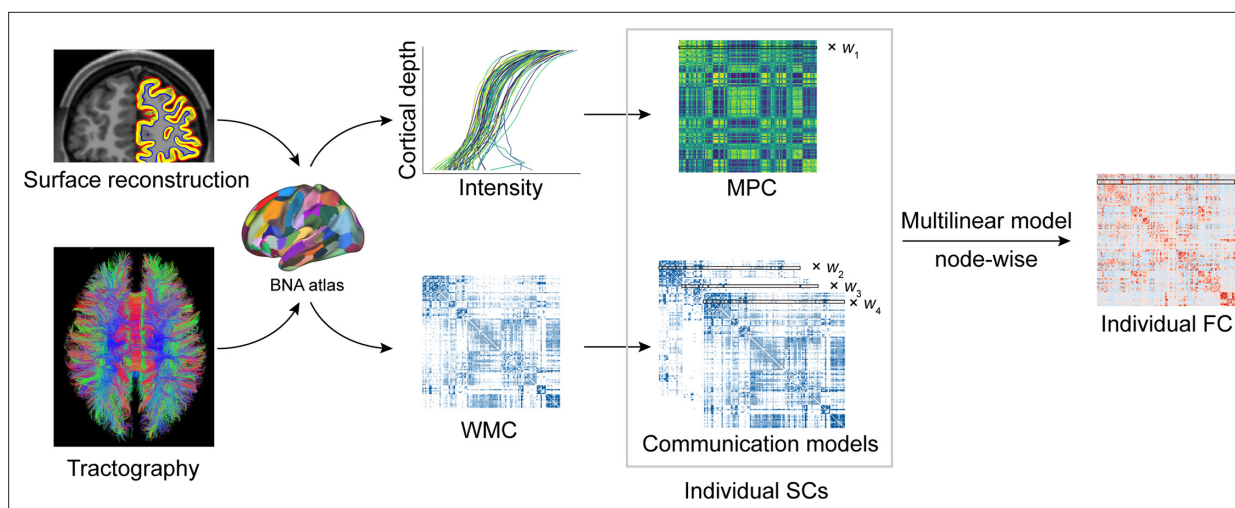 Surface reconstruction
Cortical depth
Intensity
MPC
× w1
BNA atlas
Tractography
WMC
× w2
× w3
× w4
Communication models
Individual SCs
Multilinear model
node-wise
Individual FC